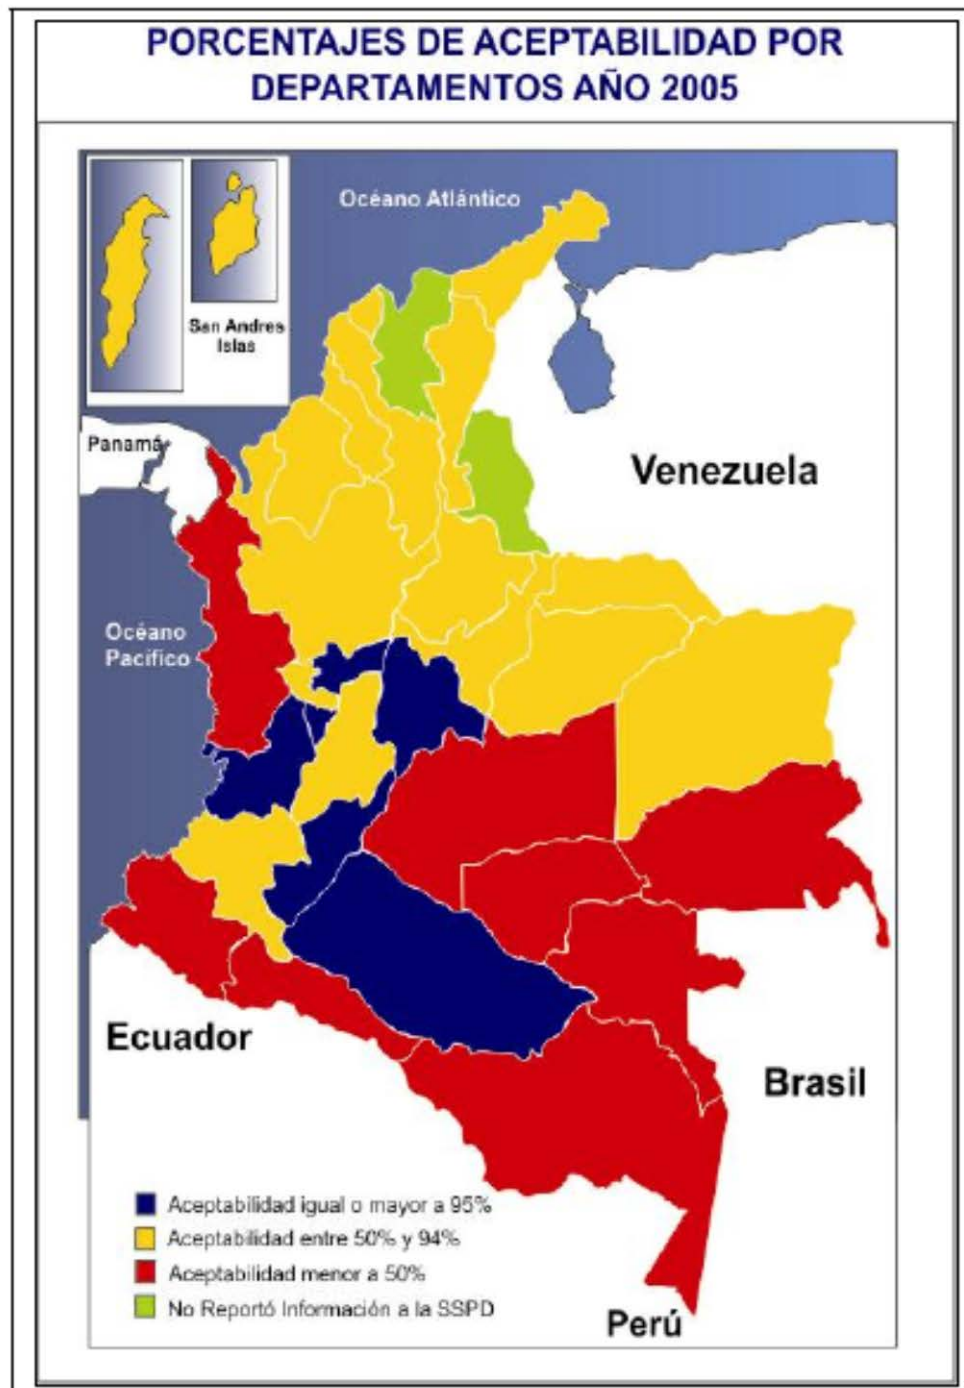 PORCENTAJES DE ACEPTABILIDAD POR
DEPARTAMENTOS AÑO 2005
Océano Atlántico
San Andres
Islas
Panamá
Venezuela
Océano
Pacífico
Ecuador
Brasil
Aceptabilidad igual o mayor a 95%
Aceptabilidad entre 50% y 94%
Aceptabilidad menor a 50%
No Reportó Información a la SSPD
Perú